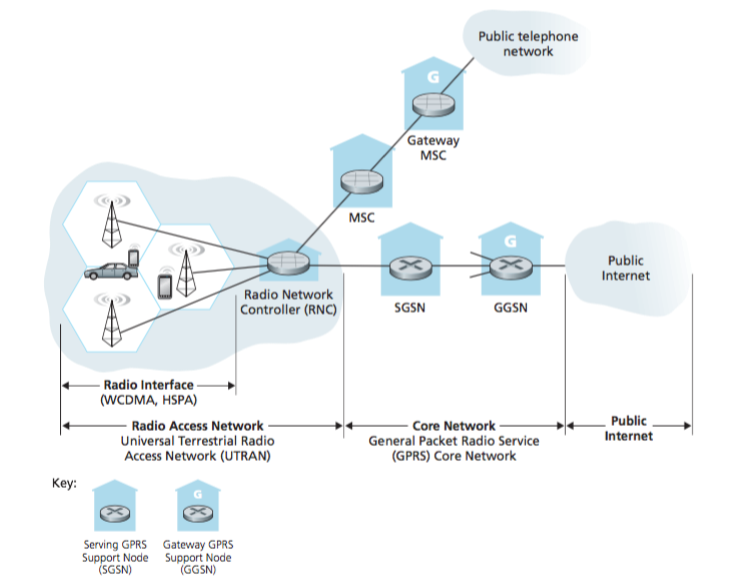 Public telephone
network
G
Gateway
MSC
MSC
G
Public
Internet
Radio Network
Controller (RNC)
SGSN
GGSN
Radio Interface
(WCDMA, HSPA)
Radio Access Network
Universal Terrestrial Radio
Access Network (UTRAN)
Core Network
General Packet Radio Service
(GPRS) Core Network
Public
Internet
Key:
G
Serving GPRS
Support Node
(SGSN)
Gateway GPRS
Support Node
(GGSN)